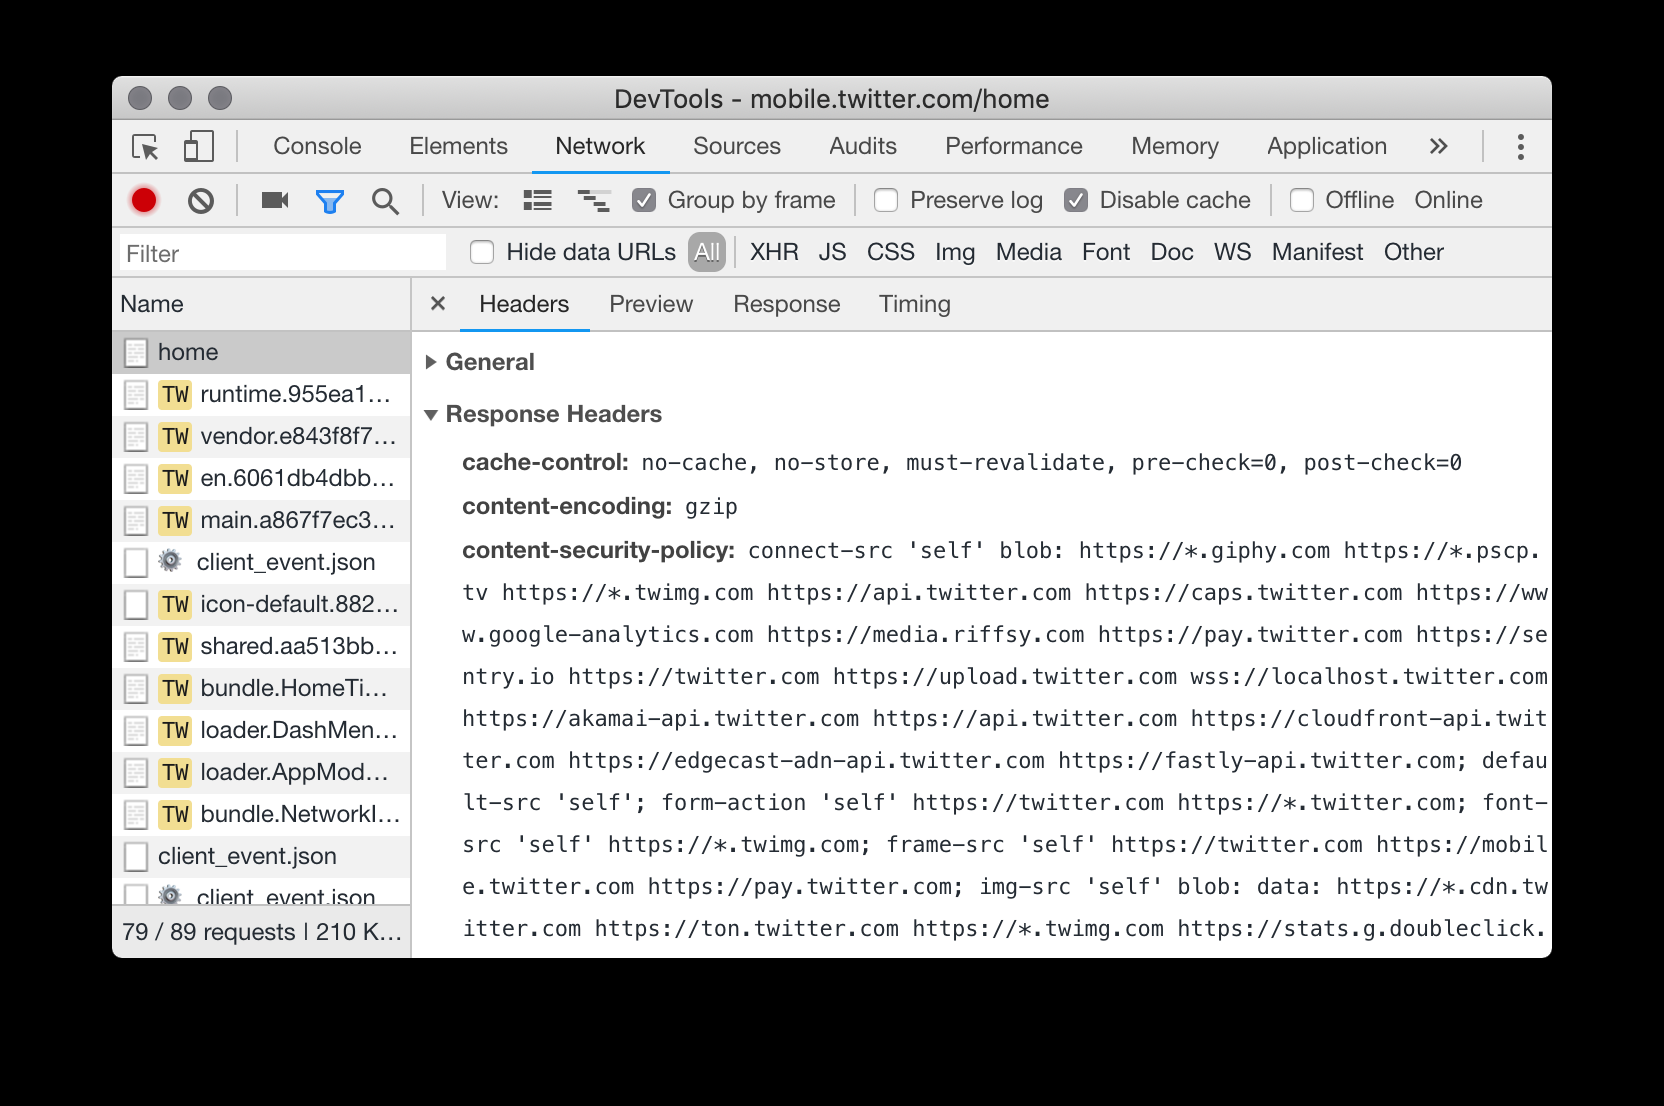 DevTools - mobile.twitter.com/home
Console Elements Network Sources Audits Performance Memory Application »
View: Group by frame Preserve log Disable cache Offline Online
Filter Hide data URLs All XHR JS CSS Img Media Font Doc WS Manifest Other
Name
home
TW runtime.955ea1…
TW vendor.e843f8f7…
TW en.6061db4dbb…
TW main.a867f7ec3…
client_event.json
TW icon-default.882…
TW shared.aa513bb…
TW bundle.HomeTi…
TW loader.DashMen…
TW loader.AppMod…
TW bundle.NetworkI…
client_event.json
client_event.json
79 / 89 requests | 210 K…
× Headers Preview Response Timing
General
Response Headers
cache-control: no-cache, no-store, must-revalidate, pre-check=0, post-check=0
content-encoding: gzip
content-security-policy: connect-src 'self' blob: https://*.giphy.com https://*.pscp.
tv https://*.twimg.com https://api.twitter.com https://caps.twitter.com https://ww
w.google-analytics.com https://media.riffsy.com https://pay.twitter.com https://se
ntry.io https://twitter.com https://upload.twitter.com wss://localhost.twitter.com
https://akamai-api.twitter.com https://api.twitter.com https://cloudfront-api.twit
ter.com https://edgecast-adn-api.twitter.com https://fastly-api.twitter.com; defau
lt-src 'self'; form-action 'self' https://twitter.com https://*.twitter.com; font-
src 'self' https://*.twimg.com; frame-src 'self' https://twitter.com https://mobil
e.twitter.com https://pay.twitter.com; img-src 'self' blob: data: https://*.cdn.tw
itter.com https://ton.twitter.com https://*.twimg.com https://stats.g.doubleclick.